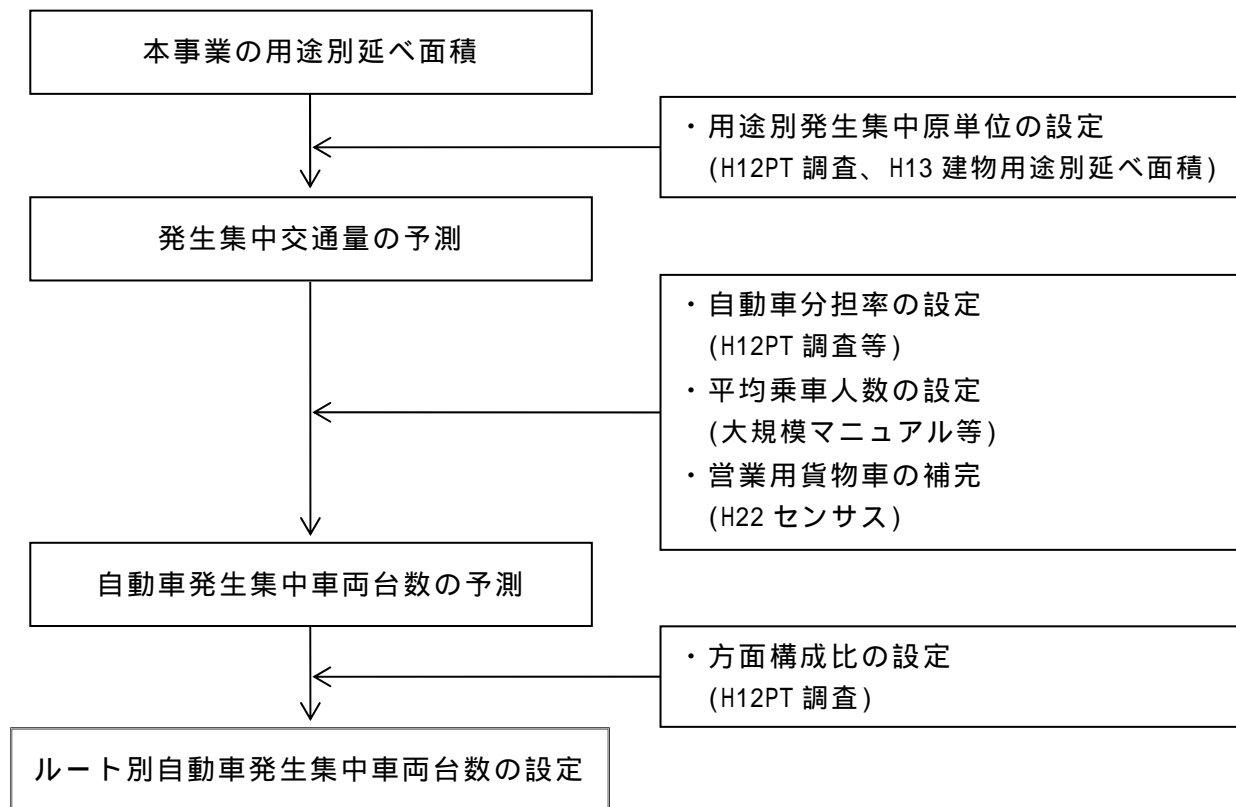 本事業の用途別延べ面積
・用途別発生集中原単位の設定
(H12PT 調査、H13 建物用途別延べ面積)
発生集中交通量の予測
・自動車分担率の設定
(H12PT 調査等)
・平均乗車人数の設定
(大規模マニュアル等)
・営業用貨物車の補完
(H22 センサス)
自動車発生集中車両台数の予測
・方面構成比の設定
(H12PT 調査)
ルート別自動車発生集中車両台数の設定